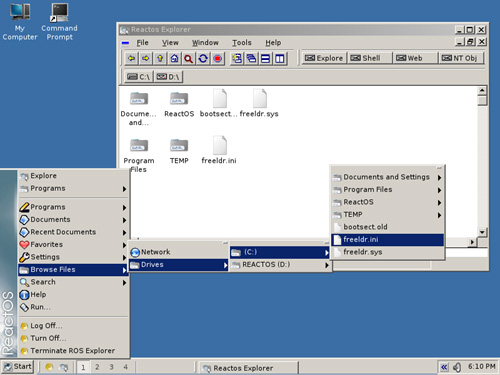 My Computer
Command Prompt
Reactos Explorer
File View Window Tools Help
Explore Shell Web NT Obj
C:\ D:\
Docume... and...
ReactOS
bootsect...
freeldr.sys
Program Files
TEMP
freeldr.ini
Explore
Programs
Programs
Documents
Recent Documents
Favorites
Settings
Browse Files
Search
Help
Run...
Log Off...
Turn Off...
Terminate ROS Explorer
ReactOS
Network
Drives
(C:)
REACTOS (D:)
Documents and Settings
Program Files
ReactOS
TEMP
bootsect.old
freeldr.ini
freeldr.sys
Start
1 2 3 4
Reactos Explorer
6:10 PM